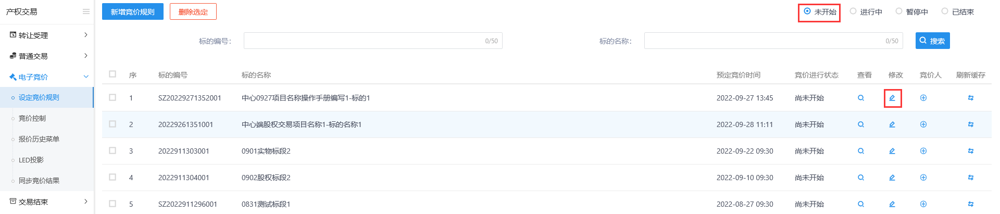 产权交易
转让受理
普通交易
电子竞价
设定竞价规则
竞价控制
报价历史菜单
LED投影
同步竞价结果
交易结束
新增竞价规则 删除选定 未开始 进行中 暂停中 已结束
标的编号： 0/50 标的名称： 0/50 搜索
序 标的编号 标的名称 预定竞价时间 竞价进行状态 查看 修改 竞价人 刷新缓存
1 SZ20229271352001 中心0927项目名称操作手册编写1-标的1 2022-09-27 13:45 尚未开始
2 20229261351001 中心端股权交易项目名称1-标的名称1 2022-09-28 11:11 尚未开始
3 2022911303001 0901实物标段2 2022-09-22 09:30 尚未开始
4 2022911304001 0902股权标段2 2022-09-10 09:30 尚未开始
5 SZ2022911296001 0831测试标段1 2022-08-27 09:30 尚未开始